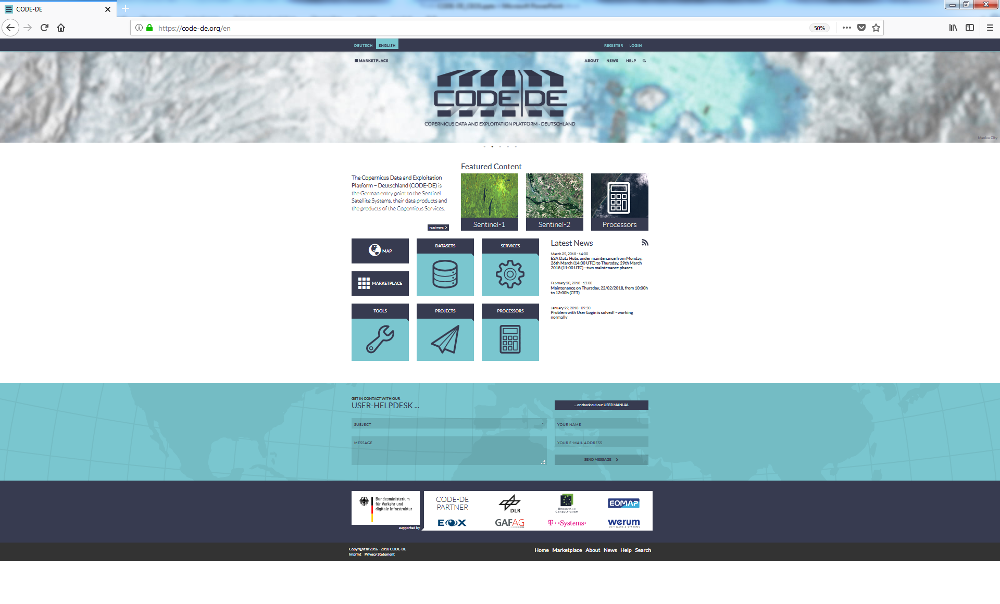 CODE-DE
https://code-de.org/en
50%
DEUTSCH
ENGLISH
REGISTER
LOGIN
MARKETPLACE
ABOUT
NEWS
HELP
CODE|DE
COPERNICUS DATA AND EXPLOITATION PLATFORM - DEUTSCHLAND
Mexico City
The Copernicus Data and Exploitation
Platform – Deutschland (CODE-DE) is
the German entry point to the Sentinel
Satellite Systems, their data products and
the products of the Copernicus Services.
read more
Featured Content
Sentinel-1
Sentinel-2
Processors
MAP
MARKETPLACE
DATASETS
SERVICES
TOOLS
PROJECTS
PROCESSORS
Latest News
March 25, 2018 - 14:00
ESA Data Hubs under maintenance from Monday,
26th March (14:00 UTC) to Thursday, 29th March
2018 (11:00 UTC) - two maintenance phases
February 20, 2018 - 13:00
Maintenance on Thursday, 22/02/2018, from 10:00h
to 13:00h (CET)
January 29, 2018 - 09:30
Problem with User Login is solved! - working
normally
GET IN CONTACT WITH OUR
USER-HELPDESK ...
... or check out our USER MANUAL
SUBJECT
YOUR NAME
MESSAGE
YOUR E-MAIL ADDRESS
SEND MESSAGE
Bundesministerium
für Verkehr und
digitale Infrastruktur
supported by
CODE-DE
PARTNER
DLR
BROCKMANN
CONSULT GMBH
EOMAP
EOX
GAFAG
T··Systems·
werum
SOFTWARE & SYSTEMS
Copyright © 2016 - 2018 CODE-DE
Imprint Privacy Statement
Home Marketplace About News Help Search